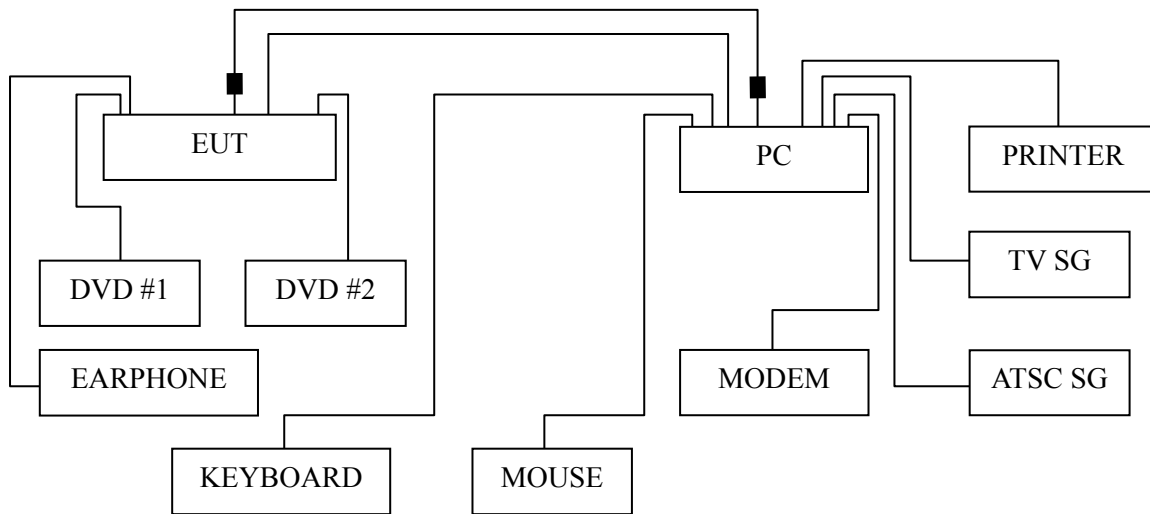 EUT
PC
PRINTER
TV SG
DVD #1
DVD #2
EARPHONE
MODEM
ATSC SG
KEYBOARD
MOUSE